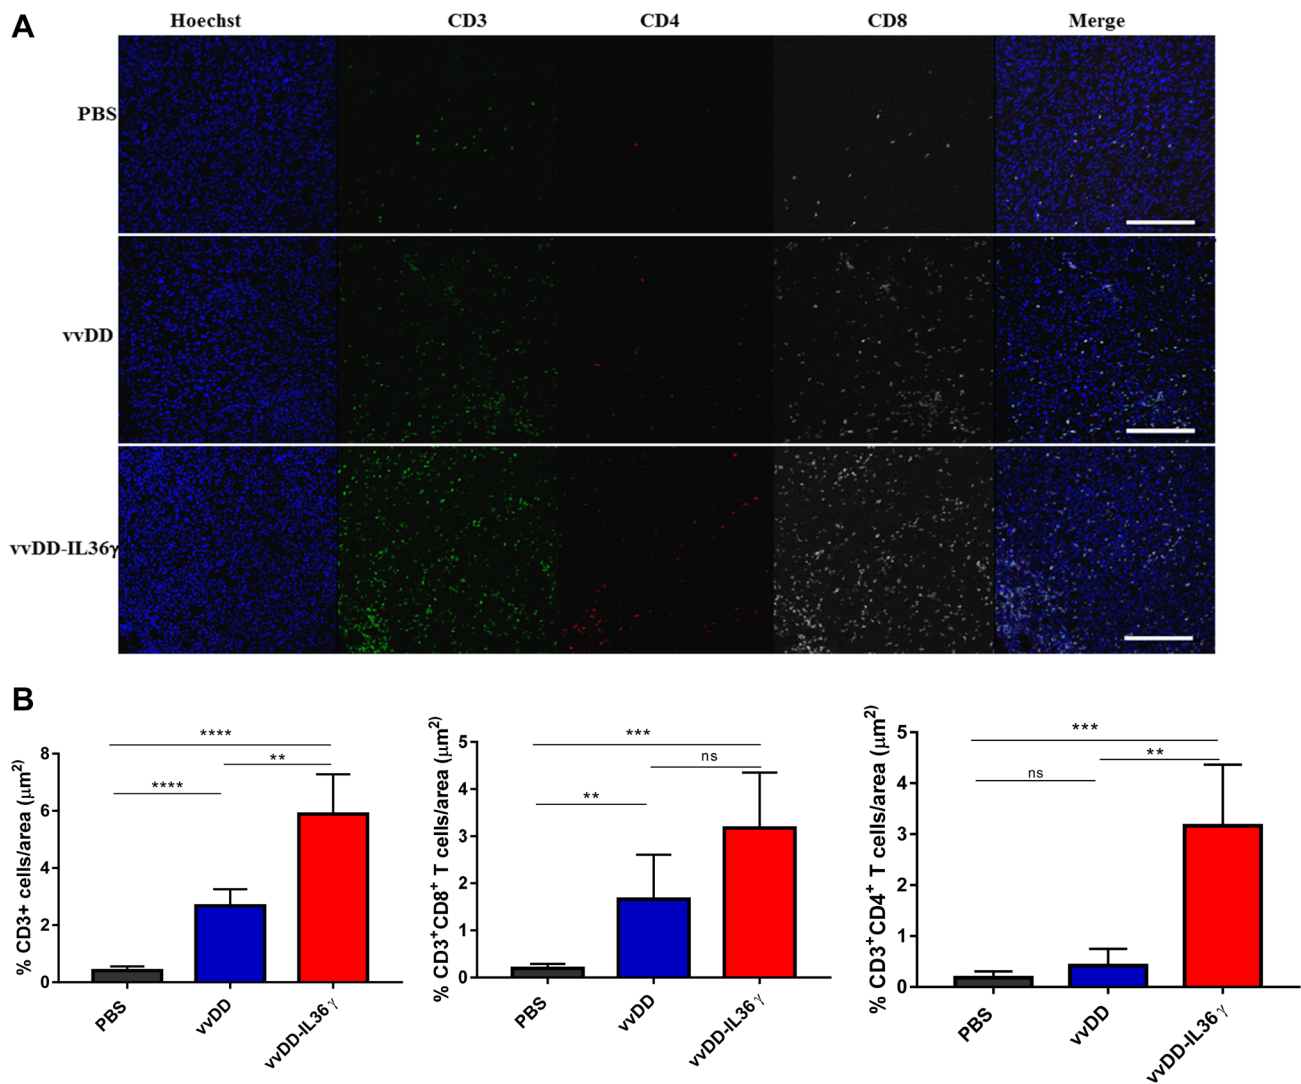 A
Hoechst CD3 CD4 CD8 Merge
PBS
vvDD
vvDD-IL36γ
B
% CD3+ cells/area (μm²)
8
6
4
2
0
****
**
****
PBS
vvDD
vvDD-IL36γ
% CD3⁺CD8⁺ T cells/area (μm²)
5
4
3
2
1
0
***
ns
**
PBS
vvDD
vvDD-IL36γ
% CD3⁺CD4⁺ T cells/area (μm²)
5
4
3
2
1
0
***
**
ns
PBS
vvDD
vvDD-IL36γ